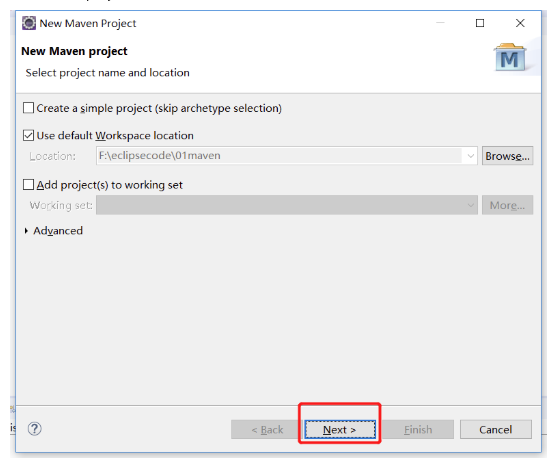 New Maven Project
New Maven project
Select project name and location
M
Create a simple project (skip archetype selection)
Use default Workspace location
Location: F:\eclipsecode\01maven Browse...
Add project(s) to working set
Working set: More...
Advanced
? < Back Next > Finish Cancel